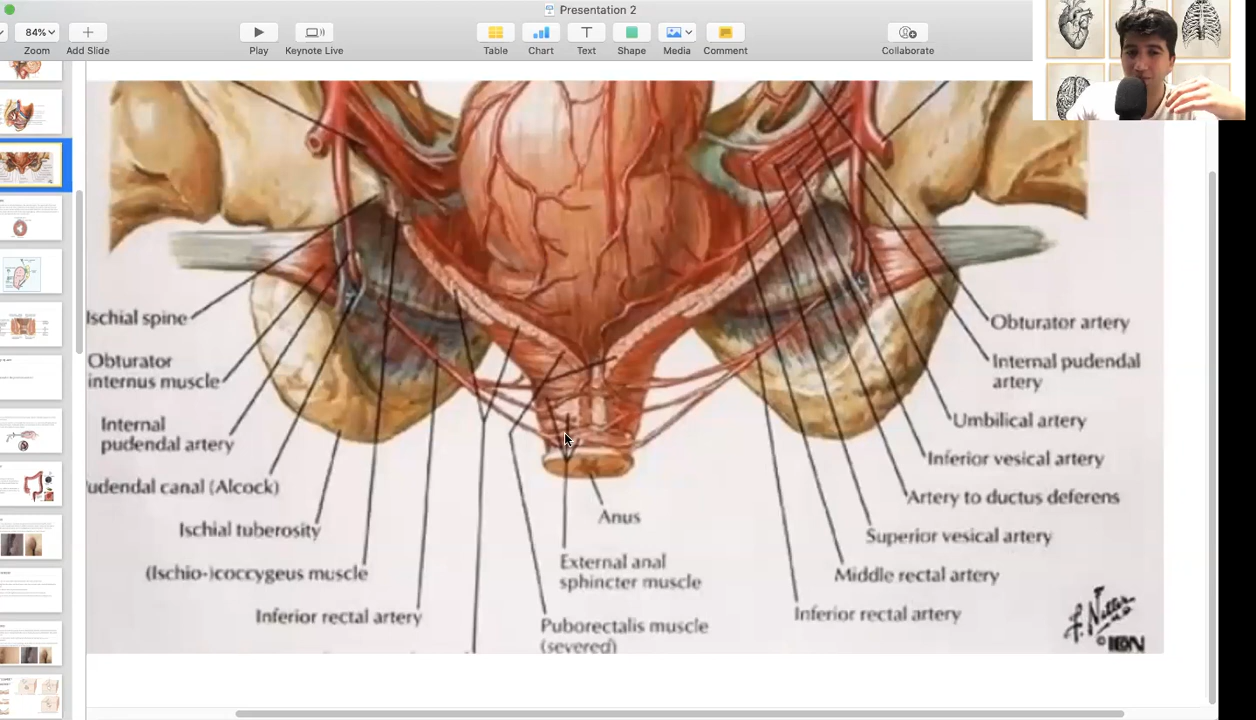 Presentation 2
84%
Zoom
Add Slide
Play
Keynote Live
Table
Chart
Text
Shape
Media
Comment
Collaborate
Ischial spine
Obturator
internus muscle
Internal
pudendal artery
udendal canal (Alcock)
Ischial tuberosity
(Ischio-)coccygeus muscle
Inferior rectal artery
Anus
External anal
sphincter muscle
Puborectalis muscle
(severed)
Obturator artery
Internal pudendal
artery
Umbilical artery
Inferior vesical artery
Artery to ductus deferens
Superior vesical artery
Middle rectal artery
Inferior rectal artery
F. Netter
©